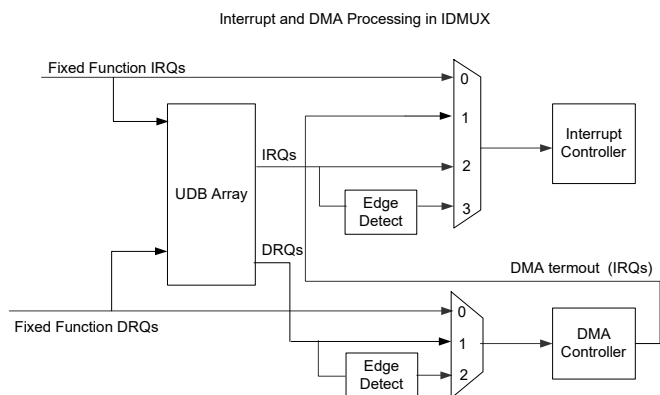 Interrupt and DMA Processing in IDMUX
Fixed Function IRQs
0
1
Interrupt
Controller
IRQs
2
UDB Array
Edge
Detect
3
DRQs
DMA termout (IRQs)
0
Fixed Function DRQs
1
DMA
Controller
Edge
Detect
2